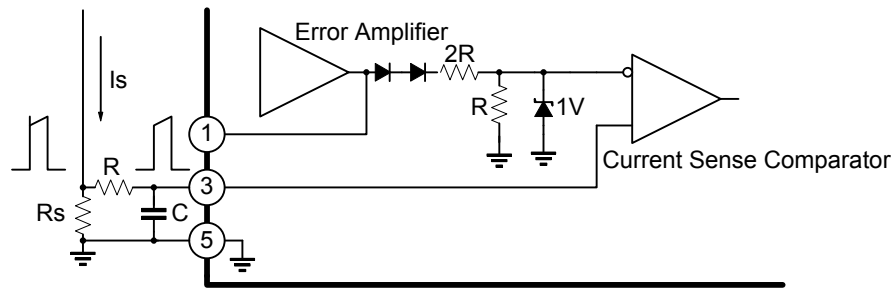 Error Amplifier
2R
Is
R
1V
1
Current Sense Comparator
R
3
Rs
C
5